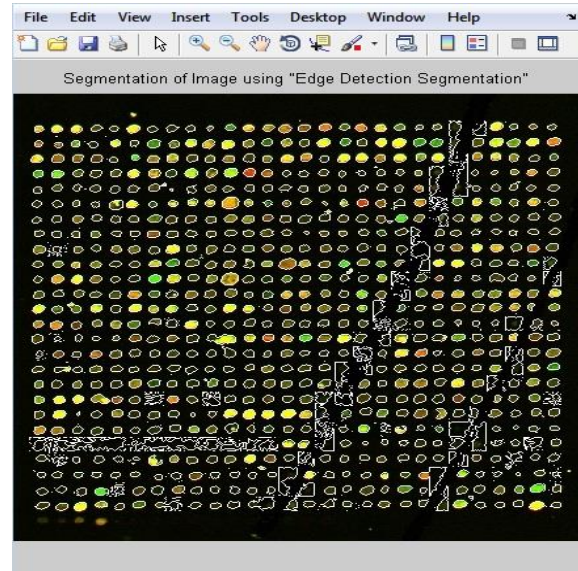 File Edit View Insert Tools Desktop Window Help
Segmentation of Image using "Edge Detection Segmentation"